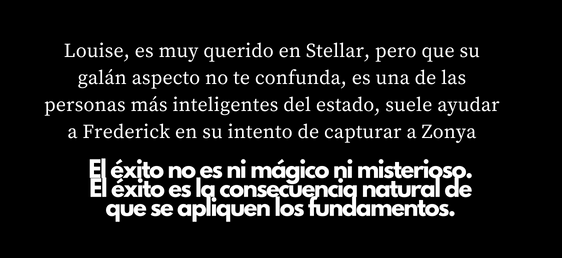 Louise, es muy querido en Stellar, pero que su
galán aspecto no te confunda, es una de las
personas más inteligentes del estado, suele ayudar
a Frederick en su intento de capturar a Zonya
El éxito no es ni mágico ni misterioso.
El éxito es la consecuencia natural de
que se apliquen los fundamentos.